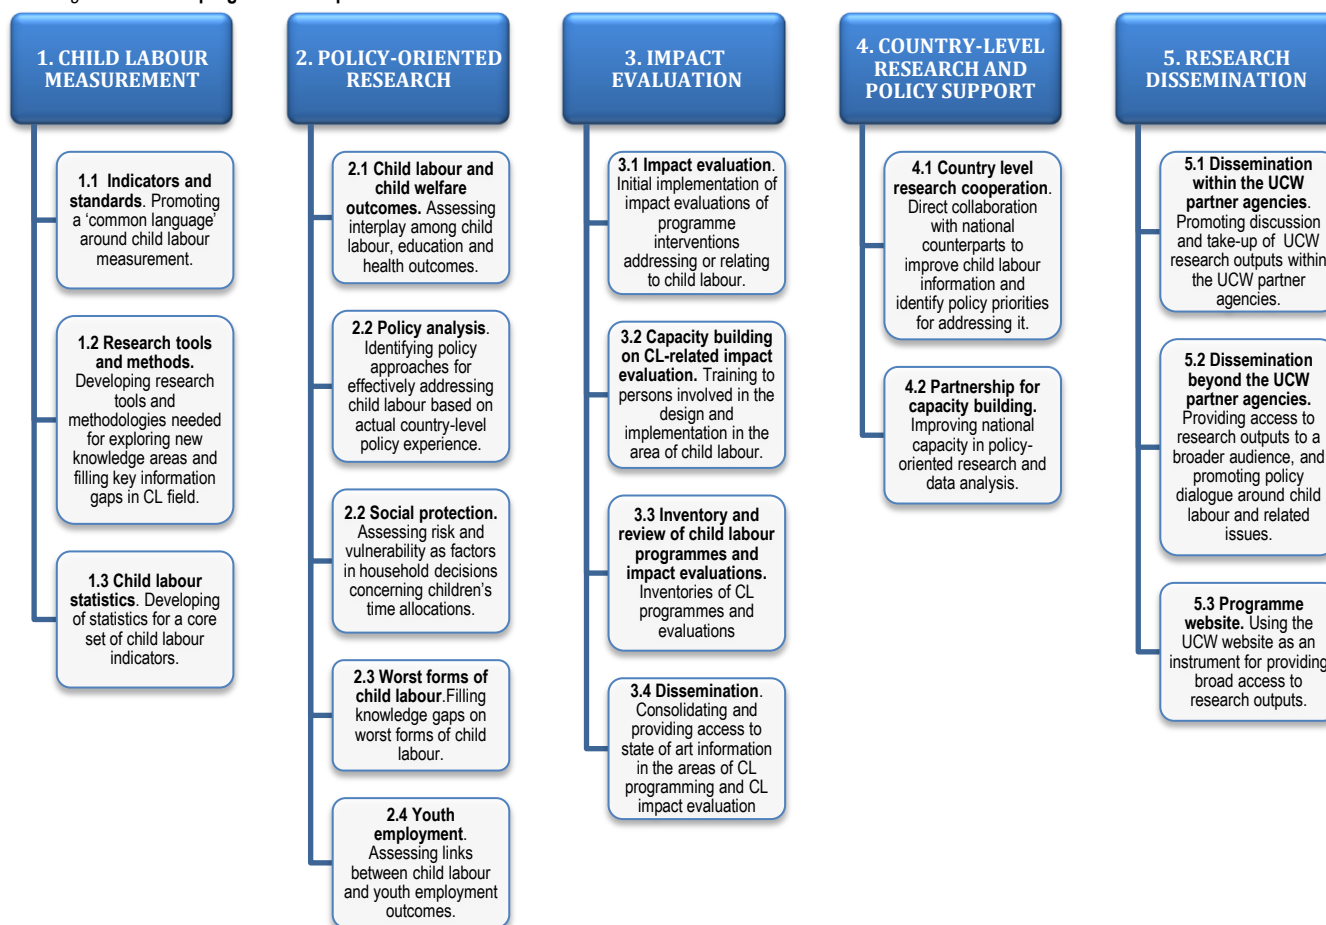 1. CHILD LABOUR
MEASUREMENT
1.1 Indicators and
standards. Promoting
a ‘common language’
around child labour
measurement.
1.2 Research tools
and methods.
Developing research
tools and
methodologies needed
for exploring new
knowledge areas and
filling key information
gaps in CL field.
1.3 Child labour
statistics. Developing
of statistics for a core
set of child labour
indicators.
2. POLICY-ORIENTED
RESEARCH
2.1 Child labour and
child welfare
outcomes. Assessing
interplay among child
labour, education and
health outcomes.
2.2 Policy analysis.
Identifying policy
approaches for
effectively addressing
child labour based on
actual country-level
policy experience.
2.2 Social protection.
Assessing risk and
vulnerability as factors
in household decisions
concerning children’s
time allocations.
2.3 Worst forms of
child labour.Filling
knowledge gaps on
worst forms of child
labour.
2.4 Youth
employment.
Assessing links
between child labour
and youth employment
outcomes.
3. IMPACT
EVALUATION
3.1 Impact evaluation.
Initial implementation of
impact evaluations of
programme
interventions
addressing or relating
to child labour.
3.2 Capacity building
on CL-related impact
evaluation. Training to
persons involved in the
design and
implementation in the
area of child labour.
3.3 Inventory and
review of child labour
programmes and
impact evaluations.
Inventories of CL
programmes and
evaluations
3.4 Dissemination.
Consolidating and
providing access to
state of art information
in the areas of CL
programming and CL
impact evaluation
4. COUNTRY-LEVEL
RESEARCH AND
POLICY SUPPORT
4.1 Country level
research cooperation.
Direct collaboration
with national
counterparts to
improve child labour
information and
identify policy priorities
for addressing it.
4.2 Partnership for
capacity building.
Improving national
capacity in policy-
oriented research and
data analysis.
5. RESEARCH
DISSEMINATION
5.1 Dissemination
within the UCW
partner agencies.
Promoting discussion
and take-up of UCW
research outputs within
the UCW partner
agencies.
5.2 Dissemination
beyond the UCW
partner agencies.
Providing access to
research outputs to a
broader audience, and
promoting policy
dialogue around child
labour and related
issues.
5.3 Programme
website. Using the
UCW website as an
instrument for providing
broad access to
research outputs.